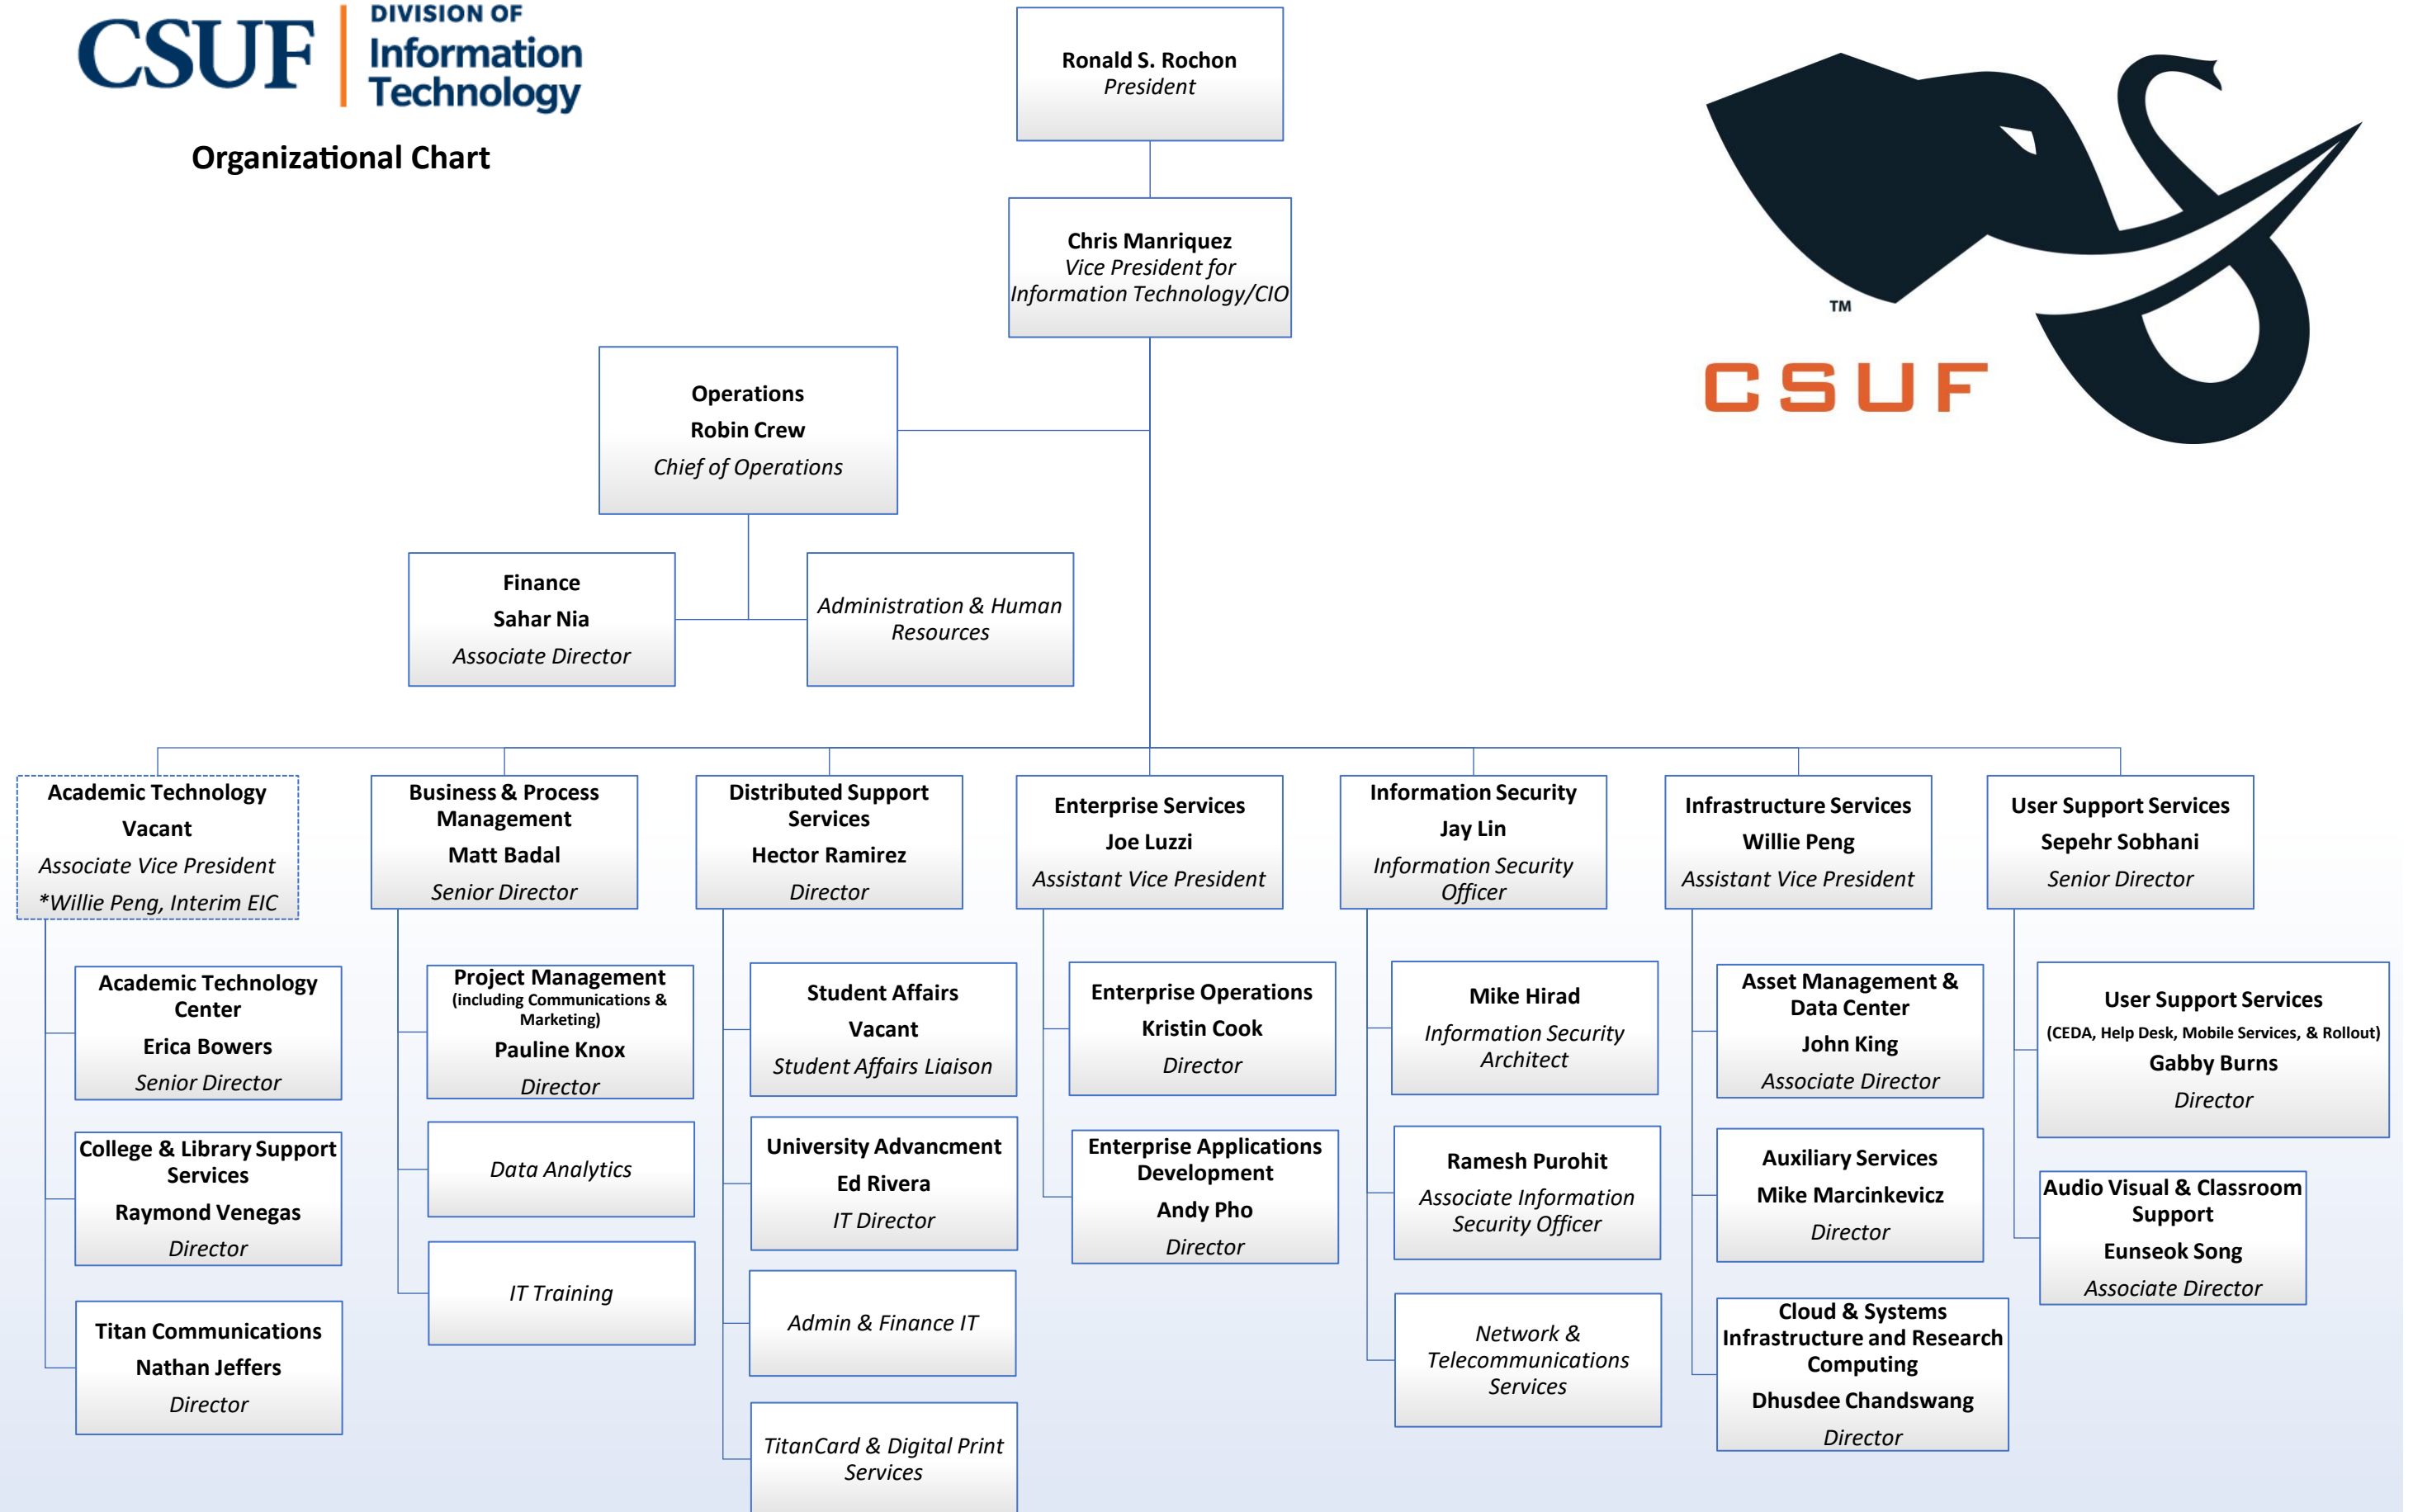 CSUF
DIVISION OF
Information
Technology
Organizational Chart
Ronald S. Rochon
President
Chris Manriquez
Vice President for
Information Technology/CIO
TM
CSUF
Operations
Robin Crew
Chief of Operations
Finance
Sahar Nia
Associate Director
Administration & Human
Resources
Academic Technology
Vacant
Associate Vice President
*Willie Peng, Interim EIC
Business & Process
Management
Matt Badal
Senior Director
Distributed Support
Services
Hector Ramirez
Director
Enterprise Services
Joe Luzzi
Assistant Vice President
Information Security
Jay Lin
Information Security
Officer
Infrastructure Services
Willie Peng
Assistant Vice President
User Support Services
Sepehr Sobhani
Senior Director
Academic Technology
Center
Erica Bowers
Senior Director
College & Library Support
Services
Raymond Venegas
Director
Titan Communications
Nathan Jeffers
Director
Project Management
(including Communications &
Marketing)
Pauline Knox
Director
Data Analytics
IT Training
Student Affairs
Vacant
Student Affairs Liaison
University Advancment
Ed Rivera
IT Director
Admin & Finance IT
TitanCard & Digital Print
Services
Enterprise Operations
Kristin Cook
Director
Enterprise Applications
Development
Andy Pho
Director
Mike Hirad
Information Security
Architect
Ramesh Purohit
Associate Information
Security Officer
Network &
Telecommunications
Services
Asset Management &
Data Center
John King
Associate Director
Auxiliary Services
Mike Marcinkevicz
Director
Cloud & Systems
Infrastructure and Research
Computing
Dhusdee Chandswang
Director
User Support Services
(CEDA, Help Desk, Mobile Services, & Rollout)
Gabby Burns
Director
Audio Visual & Classroom
Support
Eunseok Song
Associate Director